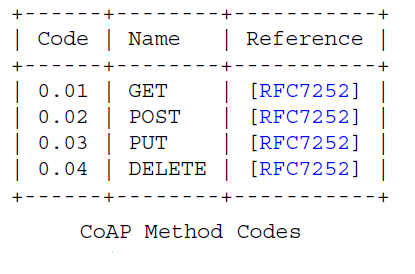 +------+--------+-----------+
| Code | Name   | Reference |
+------+--------+-----------+
| 0.01 | GET    | [RFC7252] |
| 0.02 | POST   | [RFC7252] |
| 0.03 | PUT    | [RFC7252] |
| 0.04 | DELETE | [RFC7252] |
+------+--------+-----------+
CoAP Method Codes